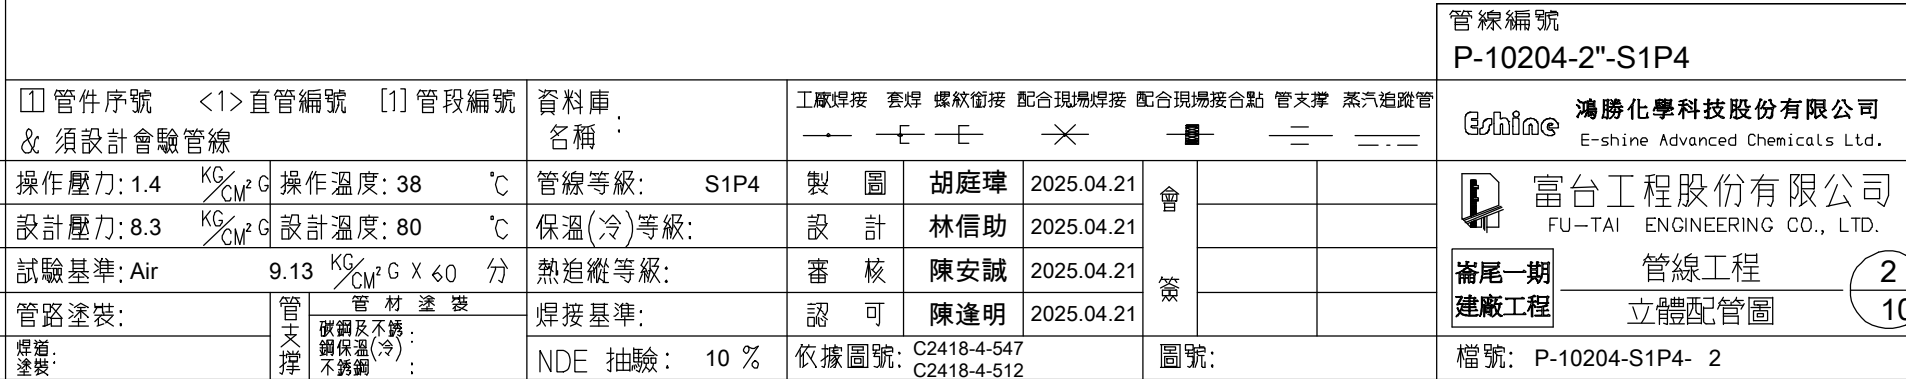 管線編號
P-10204-2"-S1P4
1 管件序號 <1>直管編號 [1]管段編號
& 須設計會驗管線
資料庫
名稱 :
工廠焊接 套焊 螺紋銜接 配合現場焊接 配合現場接合點 管支撐 蒸汽追蹤管
Eshine 鴻勝化學科技股份有限公司
E-shine Advanced Chemicals Ltd.
操作壓力: 1.4 KG/CM² G 操作溫度: 38 °C 管線等級: S1P4 製圖 胡庭瑋 2025.04.21
設計壓力: 8.3 KG/CM² G 設計溫度: 80 °C 保溫(冷)等級: 設計 林信助 2025.04.21
試驗基準: Air 9.13 KG/CM² G X 60 分 熱追縱等級: 審核 陳安誠 2025.04.21
管路塗裝: 焊接基準: 認可 陳逢明 2025.04.21
會簽
富台工程股份有限公司
FU-TAI ENGINEERING CO., LTD.
崙尾一期
建廠工程
管線工程
立體配管圖
2
10
焊道
塗裝:
管支撐
管材塗裝
碳鋼及不銹
鋼保溫(冷) :
不銹鋼 :
NDE 抽驗: 10 %
依據圖號: C2418-4-547
C2418-4-512
圖號:
檔號: P-10204-S1P4- 2